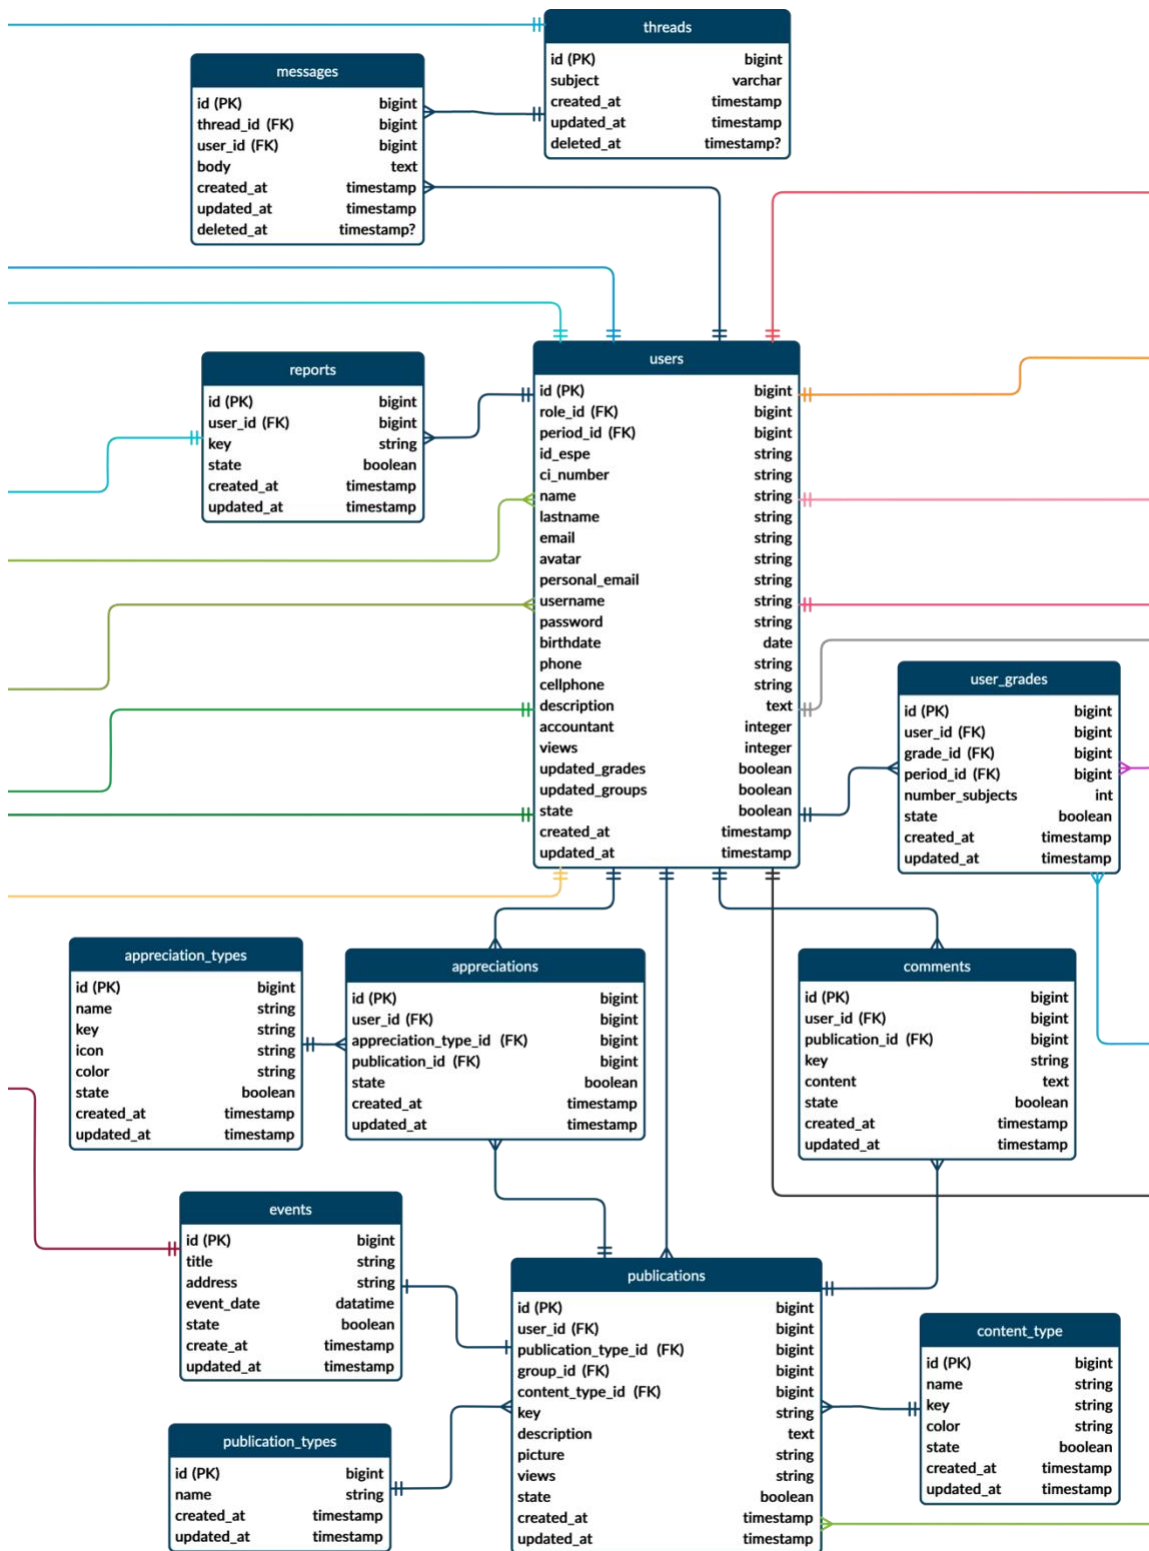 threads
id (PK) bigint
subject varchar
created_at timestamp
updated_at timestamp
deleted_at timestamp?
messages
id (PK) bigint
thread_id (FK) bigint
user_id (FK) bigint
body text
created_at timestamp
updated_at timestamp
deleted_at timestamp?
reports
id (PK) bigint
user_id (FK) bigint
key string
state boolean
created_at timestamp
updated_at timestamp
users
id (PK) bigint
role_id (FK) bigint
period_id (FK) bigint
id_espe string
ci_number string
name string
lastname string
email string
avatar string
personal_email string
username string
password string
birthdate date
phone string
cellphone string
description text
accountant integer
views integer
updated_grades boolean
updated_groups boolean
state boolean
created_at timestamp
updated_at timestamp
user_grades
id (PK) bigint
user_id (FK) bigint
grade_id (FK) bigint
period_id (FK) bigint
number_subjects int
state boolean
created_at timestamp
updated_at timestamp
appreciation_types
id (PK) bigint
name string
key string
icon string
color string
state boolean
created_at timestamp
updated_at timestamp
appreciations
id (PK) bigint
user_id (FK) bigint
appreciation_type_id (FK) bigint
publication_id (FK) bigint
state boolean
created_at timestamp
updated_at timestamp
comments
id (PK) bigint
user_id (FK) bigint
publication_id (FK) bigint
key string
content text
state boolean
created_at timestamp
updated_at timestamp
events
id (PK) bigint
title string
address string
event_date datatime
state boolean
create_at timestamp
updated_at timestamp
publications
id (PK) bigint
user_id (FK) bigint
publication_type_id (FK) bigint
group_id (FK) bigint
content_type_id (FK) bigint
key string
description text
picture string
views string
state boolean
created_at timestamp
updated_at timestamp
content_type
id (PK) bigint
name string
key string
color string
state boolean
created_at timestamp
updated_at timestamp
publication_types
id (PK) bigint
name string
created_at timestamp
updated_at timestamp